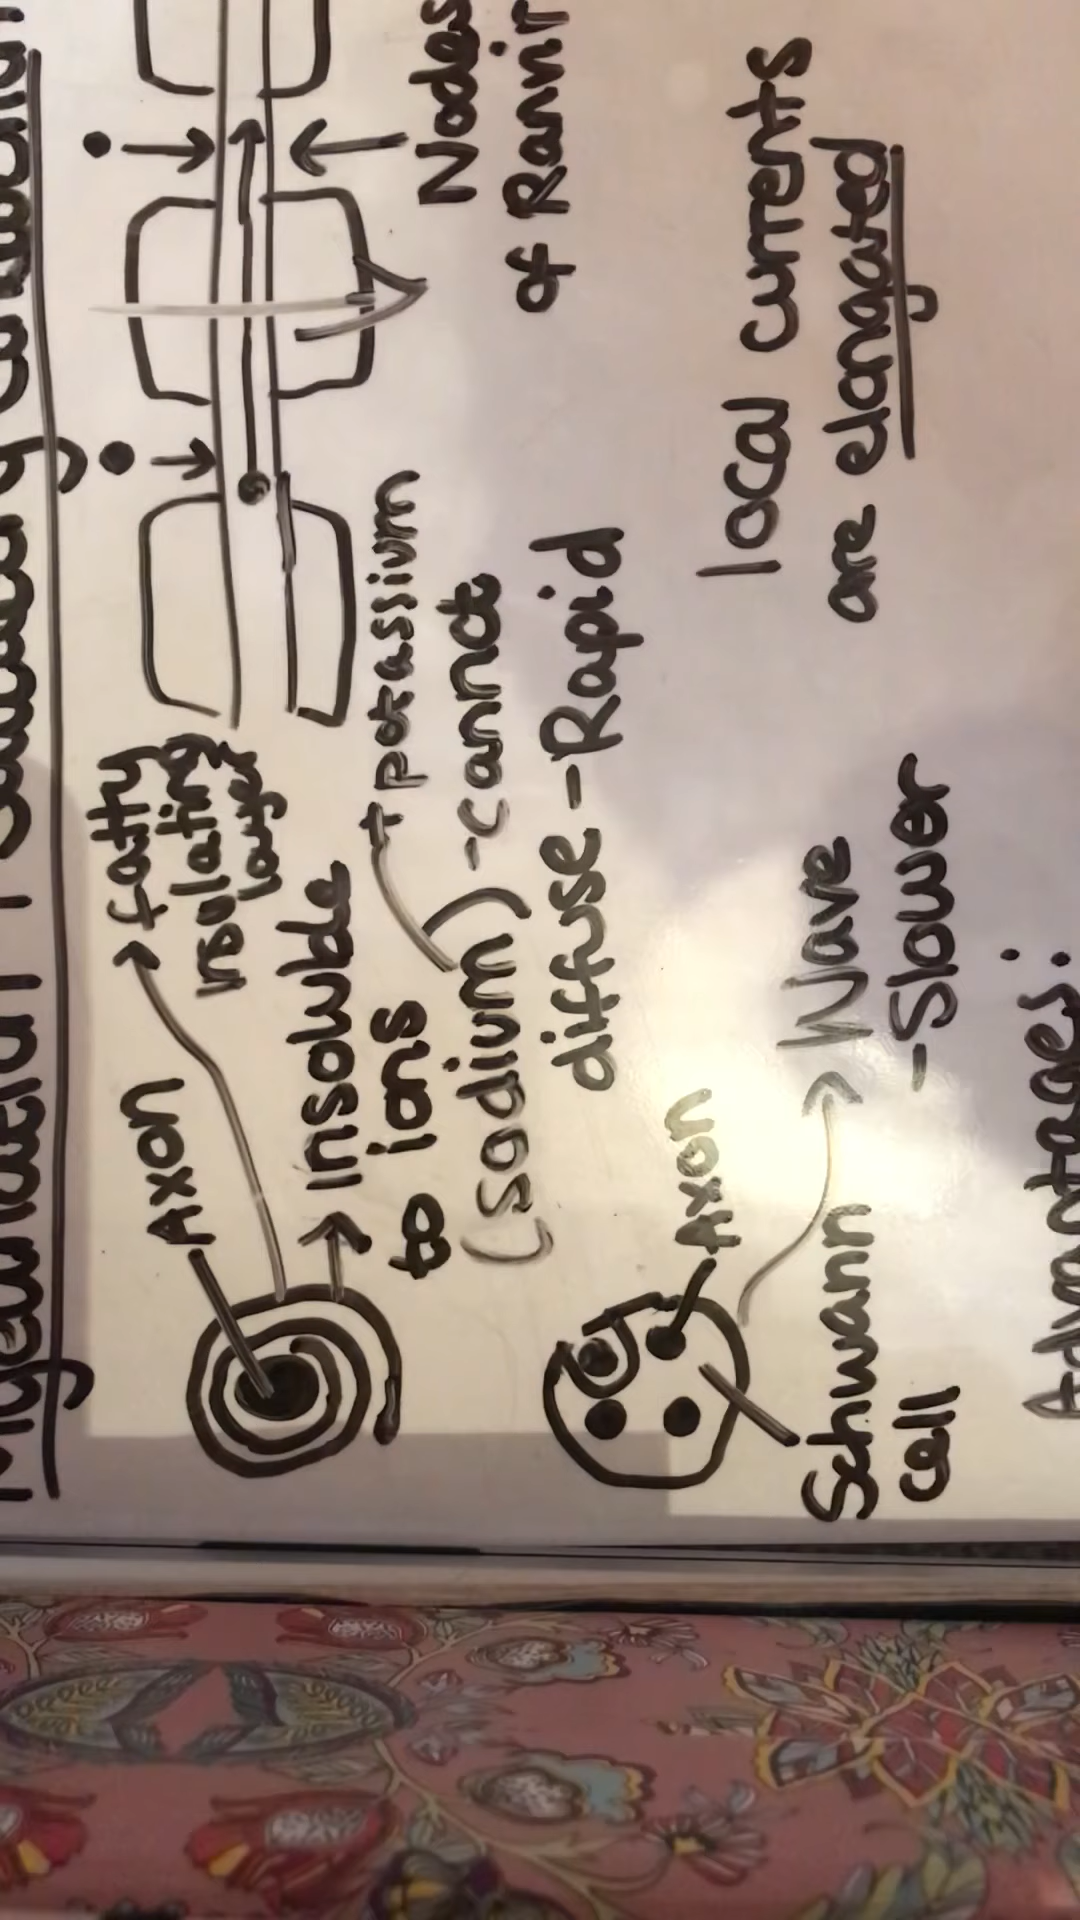 Axon
fatty
insulating
layer
Insoluble
to ions
(Sodium)
+ potassium
-cannot
diffuse - Rapid
Nodes
of Ranvir
Axon
Schwann
cell
Wave
-Slower
local currents
are elongated
Advantages: